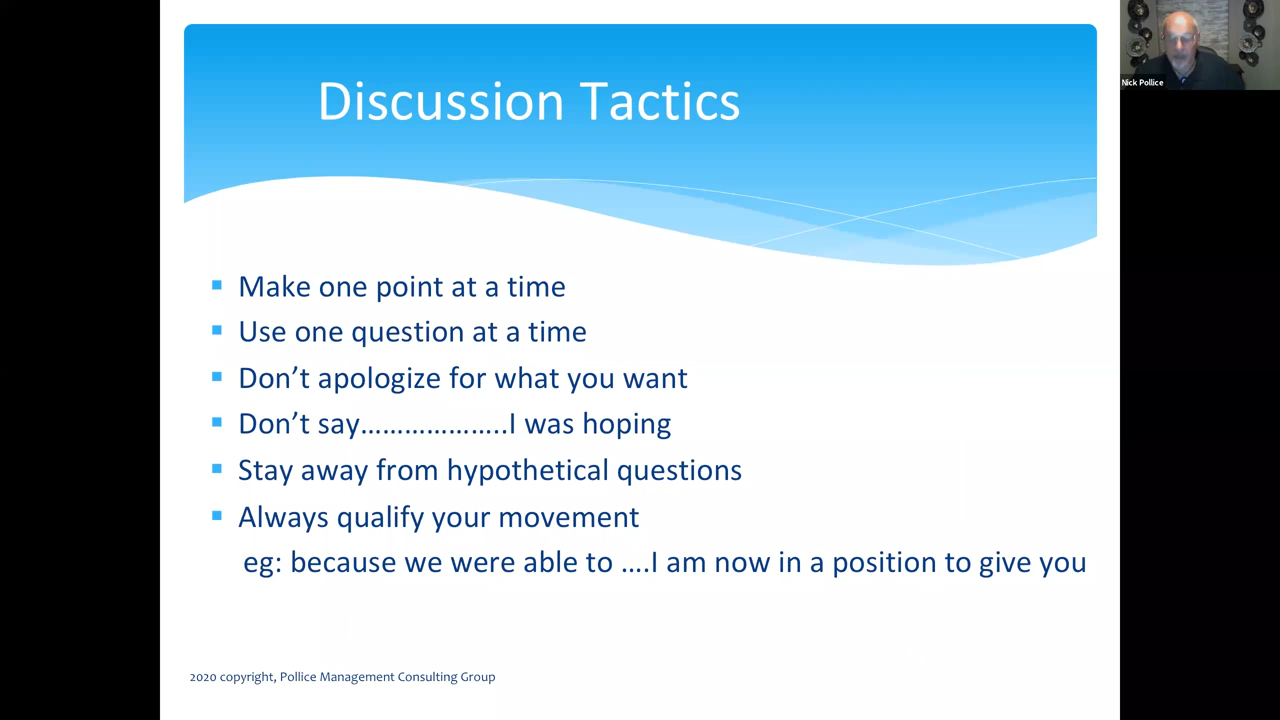 Discussion Tactics
Nick Pollice
Make one point at a time
Use one question at a time
Don’t apologize for what you want
Don’t say………………..I was hoping
Stay away from hypothetical questions
Always qualify your movement
eg: because we were able to ….I am now in a position to give you
2020 copyright, Pollice Management Consulting Group